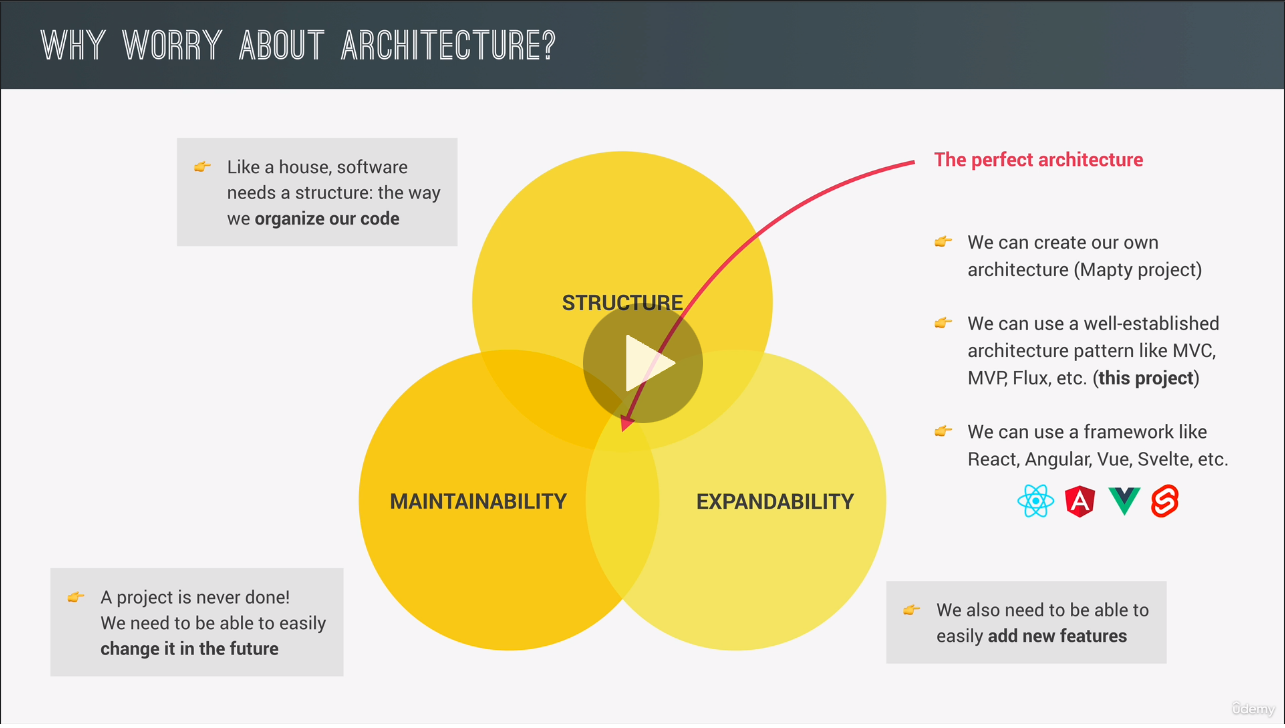 WHY WORRY ABOUT ARCHITECTURE?
Like a house, software
needs a structure: the way
we organize our code
The perfect architecture
We can create our own
architecture (Mapty project)
We can use a well-established
architecture pattern like MVC,
MVP, Flux, etc. (this project)
We can use a framework like
React, Angular, Vue, Svelte, etc.
STRUCTURE
MAINTAINABILITY
EXPANDABILITY
A project is never done!
We need to be able to easily
change it in the future
We also need to be able to
easily add new features
ûdemy